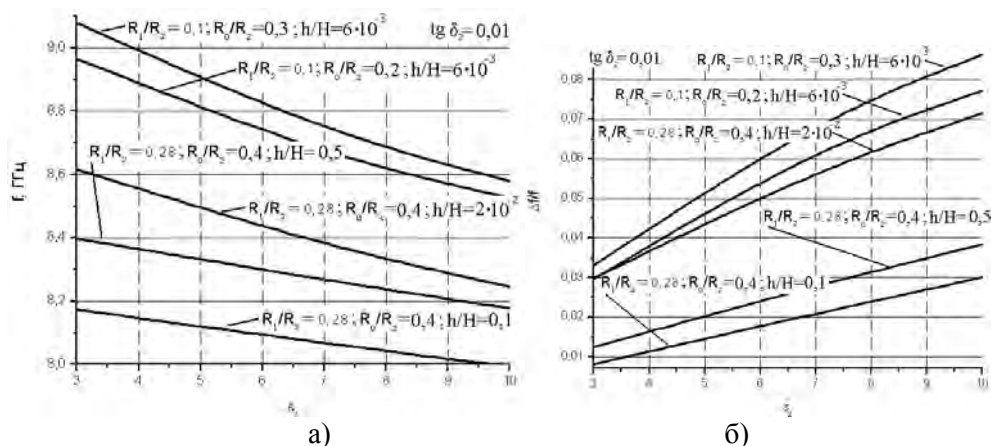 R₁/R₂=0,1; R₀/R₂=0,3; h/H=6·10⁻³
tg δ₂=0,01
R₁/R₂=0,1; R₀/R₂=0,2; h/H=6·10⁻³
R₁/R₂=0,28; R₀/R₂=0,4; h/H=0,5
R₁/R₂=0,28; R₀/R₂=0,4; h/H=2·10⁻²
R₁/R₂=0,28; R₀/R₂=0,4; h/H=0,1
f, ГГц
9,0
8,8
8,6
8,4
8,2
8,0
3 4 5 6 7 8 9 10
а)
tg δ₂=0,01
R₁/R₂=0,1; R₀/R₂=0,3; h/H=6·10⁻³
R₁/R₂=0,1; R₀/R₂=0,2; h/H=6·10⁻³
R₁/R₂=0,28; R₀/R₂=0,4; h/H=2·10⁻²
R₁/R₂=0,28; R₀/R₂=0,4; h/H=0,5
R₁/R₂=0,28; R₀/R₂=0,4; h/H=0,1
Δf/f
0,08
0,07
0,06
0,05
0,04
0,03
0,02
0,01
3 4 5 6 7 8 9 10
б)